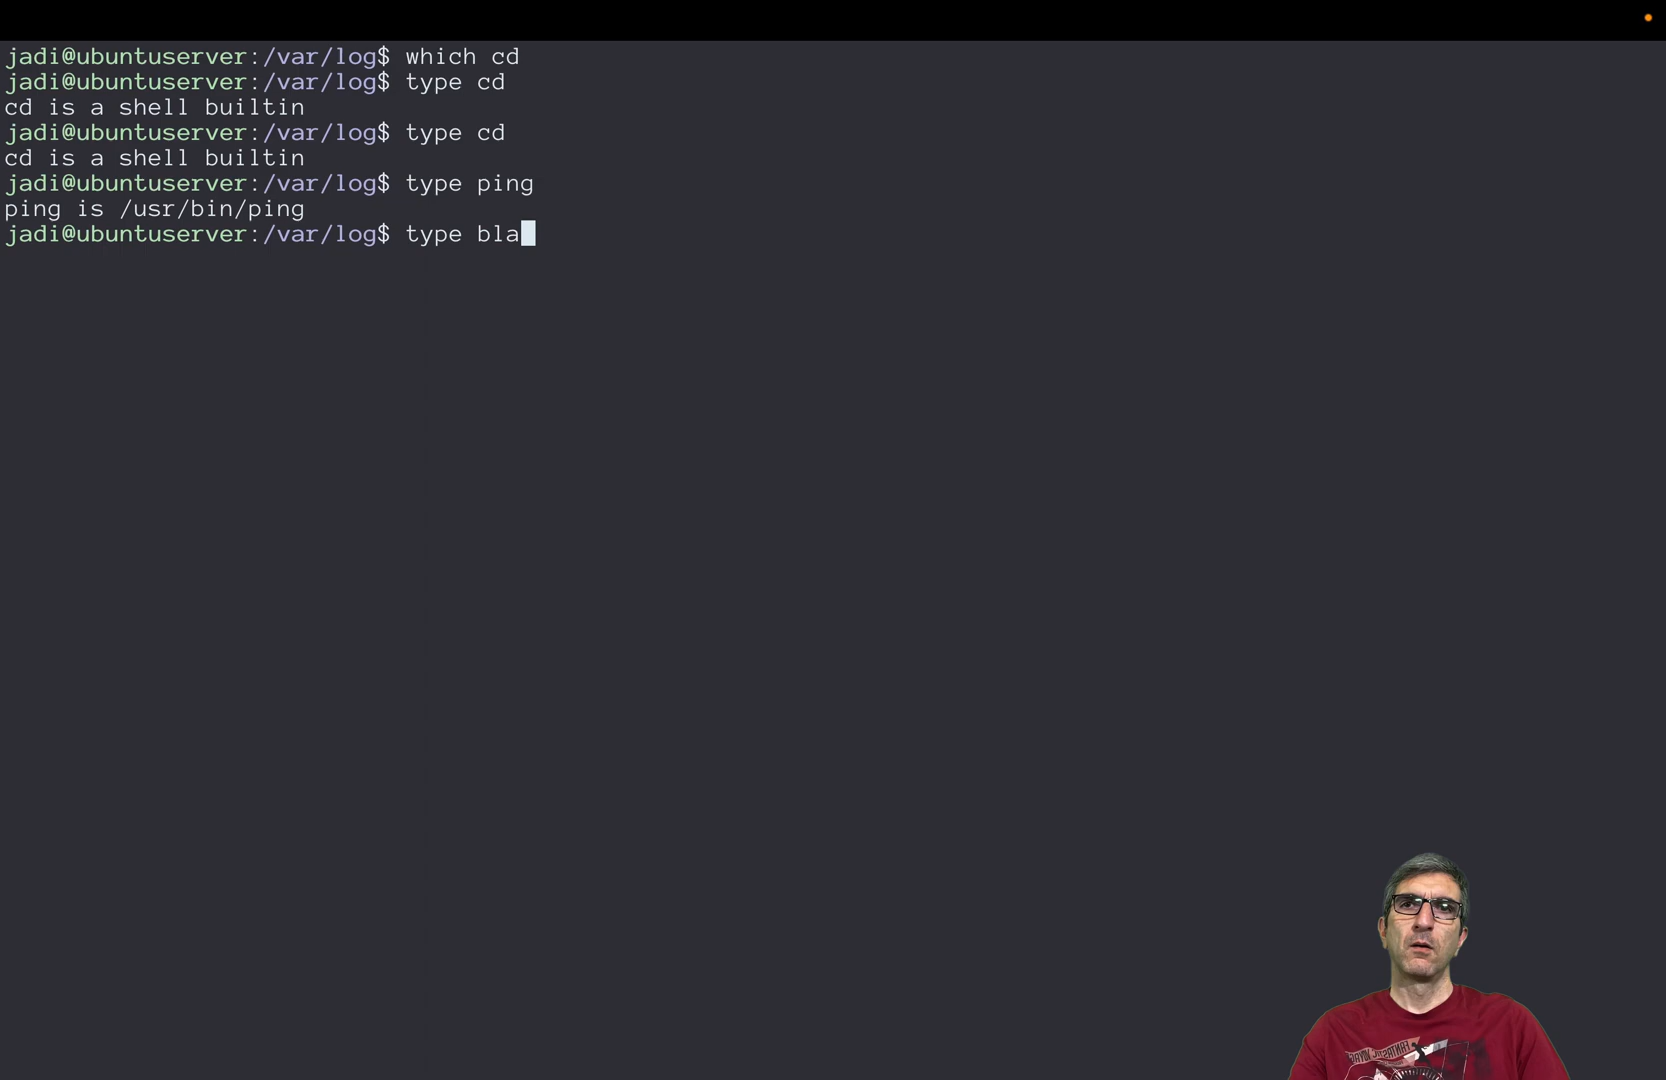 jadi@ubuntuserver:/var/log$ which cd
jadi@ubuntuserver:/var/log$ type cd
cd is a shell builtin
jadi@ubuntuserver:/var/log$ type cd
cd is a shell builtin
jadi@ubuntuserver:/var/log$ type ping
ping is /usr/bin/ping
jadi@ubuntuserver:/var/log$ type bla